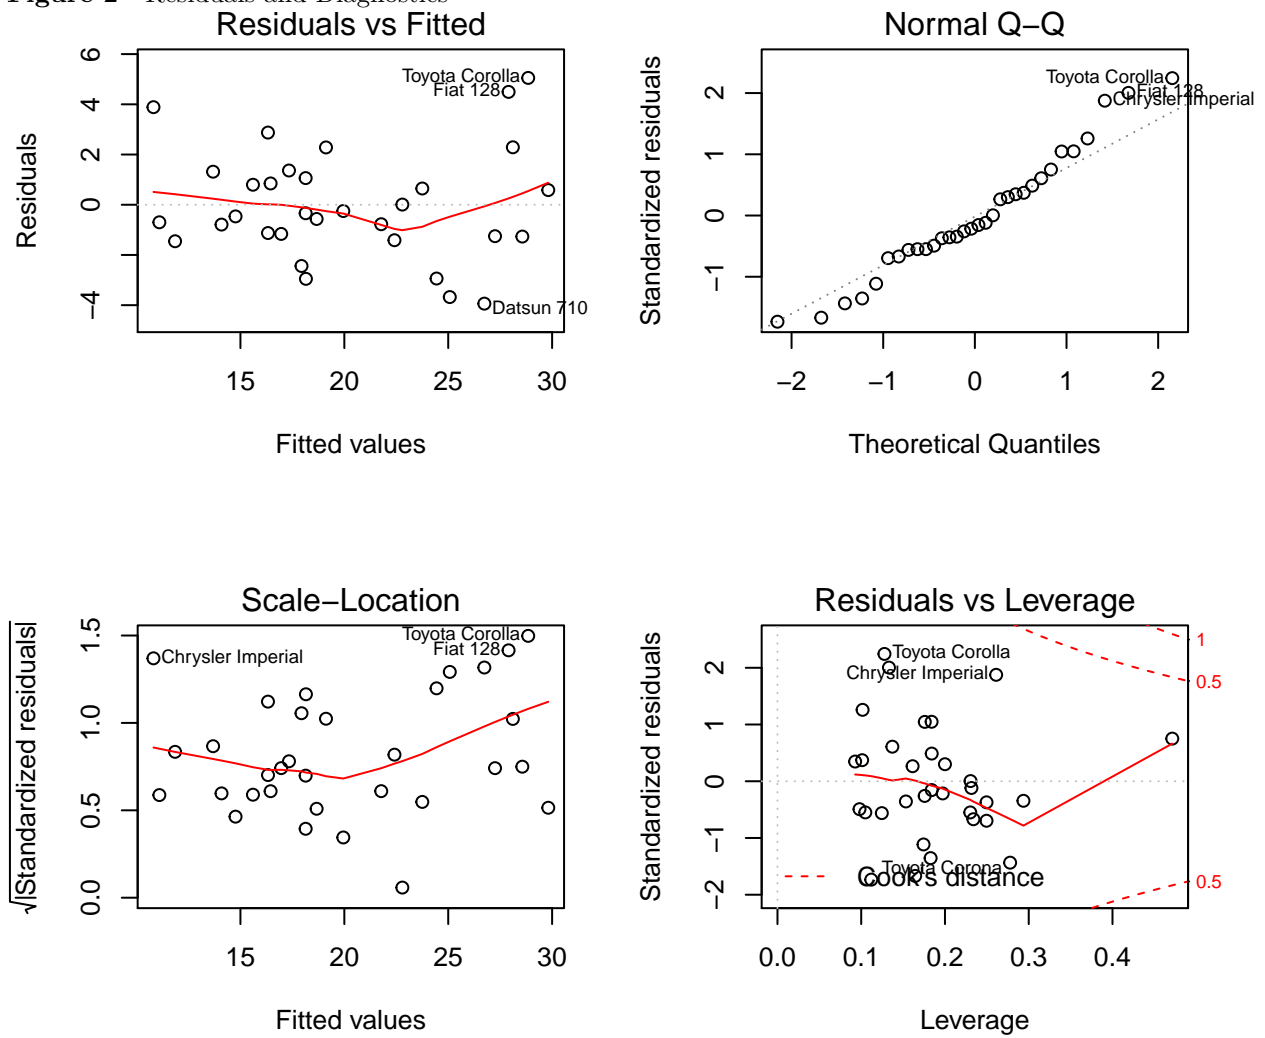 Figure 2 Residuals and Diagnostics
Residuals vs Fitted
Residuals
6
4
2
0
−4
Toyota Corolla
Fiat 128
Datsun 710
15 20 25 30
Fitted values
Normal Q−Q
Standardized residuals
2
1
0
−1
Toyota Corolla
Fiat 128
Chrysler Imperial
−2 −1 0 1 2
Theoretical Quantiles
Scale−Location
√|Standardized residuals|
1.5
1.0
0.5
0.0
Toyota Corolla
Fiat 128
Chrysler Imperial
15 20 25 30
Fitted values
Residuals vs Leverage
Standardized residuals
2
1
0
−1
−2
Toyota Corolla
Chrysler Imperial
Toyota Corona
Cook's distance
1
0.5
0.5
0.0 0.1 0.2 0.3 0.4
Leverage